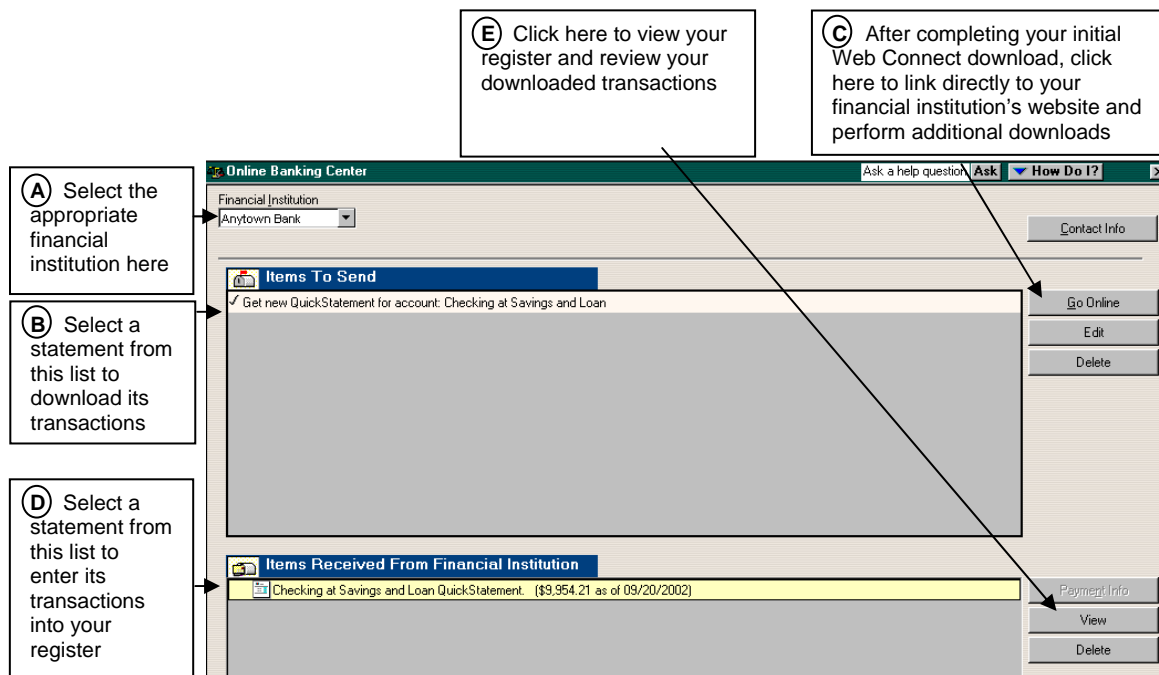 E Click here to view your
register and review your
downloaded transactions
C After completing your initial
Web Connect download, click
here to link directly to your
financial institution's website and
perform additional downloads
A Select the
appropriate
financial
institution here
B Select a
statement from
this list to
download its
transactions
D Select a
statement from
this list to
enter its
transactions
into your
register
Online Banking Center
Ask a help question Ask How Do I?
Financial Institution
Anytown Bank
Contact Info
Items To Send
Get new QuickStatement for account: Checking at Savings and Loan
Go Online
Edit
Delete
Items Received From Financial Institution
Checking at Savings and Loan QuickStatement. ($9,954.21 as of 09/20/2002)
Payment Info
View
Delete